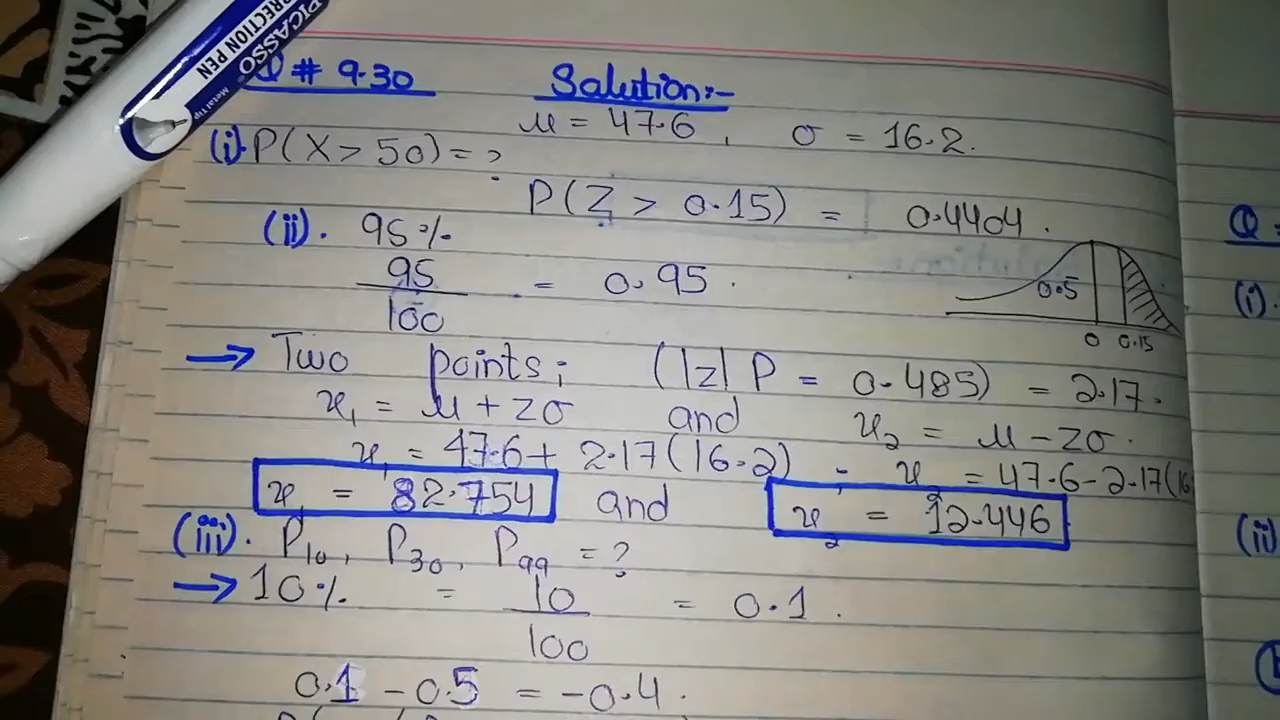 PICASSO
CORRECTION PEN
Metal Tip
Q # 9.30 Solution:-
μ = 47.6 , σ = 16.2.
(i) P(X > 50) = ?
P(Z > 0.15) = 0.4404.
(ii). 95%
95/100 = 0.95.
0.5
0 0.15
→ Two points; (|z| P = 0.485) = 2.17.
x₁ = μ + zσ and x₂ = μ - zσ.
x₁ = 47.6 + 2.17(16.2) ; x₂ = 47.6 - 2.17(16
x₁ = 82.754 and x₂ = 12.446
(iii). P₁₀, P₃₀, P₉₉ = ?
→ 10% = 10/100 = 0.1.
0.1 - 0.5 = -0.4.
Q
(i).
(ii)